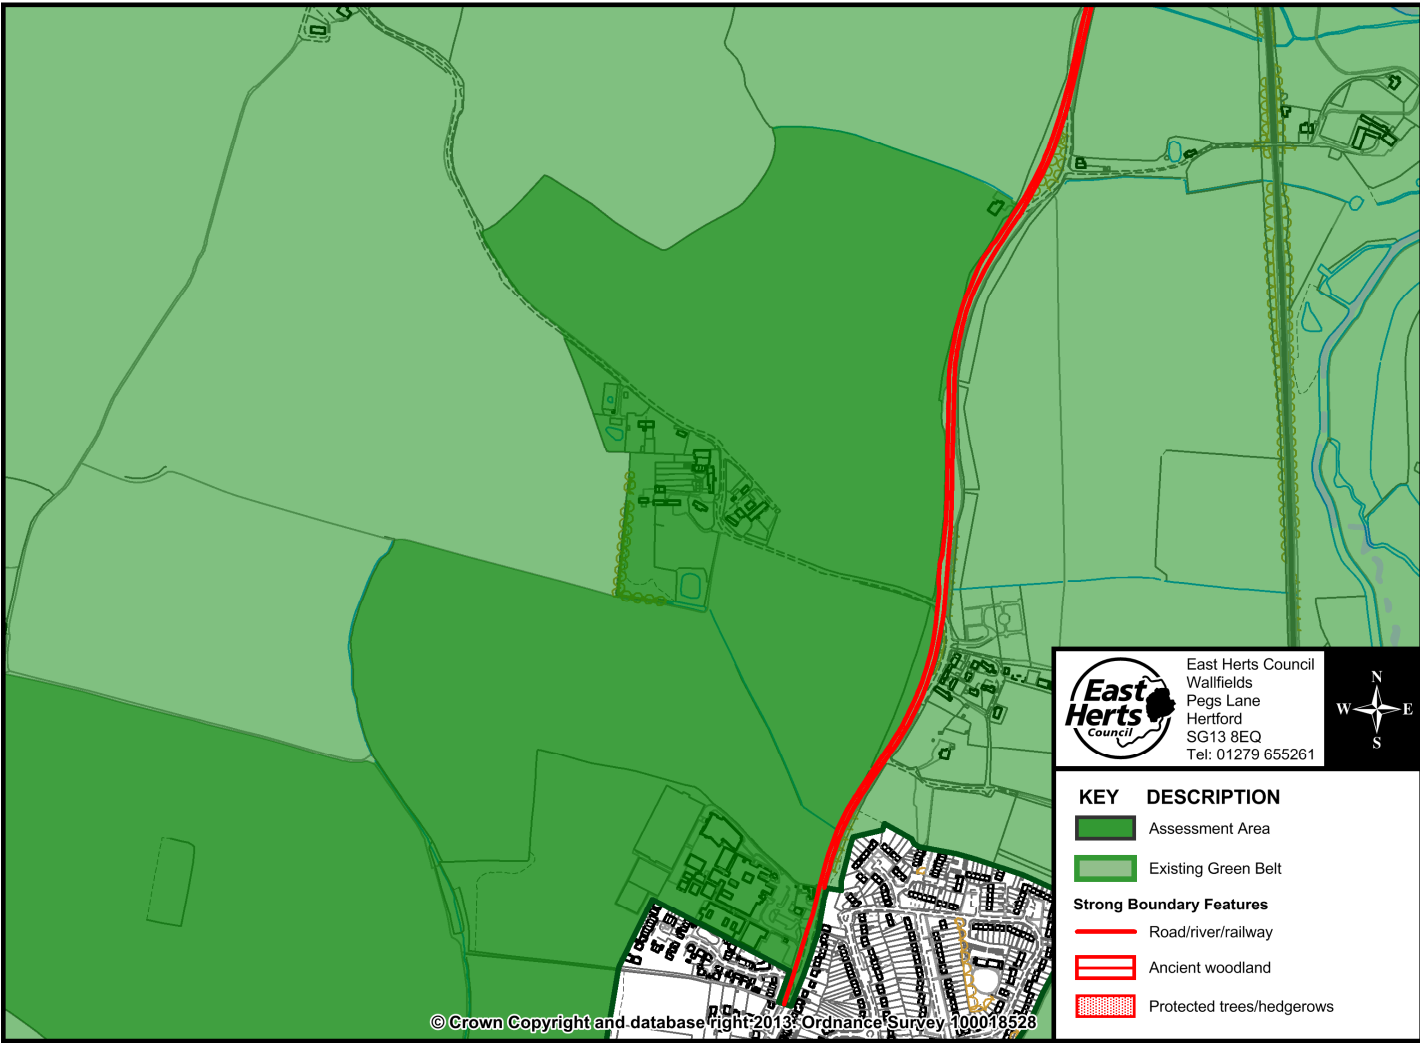 East
Herts
Council
East Herts Council
Wallfields
Pegs Lane
Hertford
SG13 8EQ
Tel: 01279 655261
N
W E
S
KEY DESCRIPTION
Assessment Area
Existing Green Belt
Strong Boundary Features
Road/river/railway
Ancient woodland
Protected trees/hedgerows
© Crown Copyright and database right 2013. Ordnance Survey 100018528